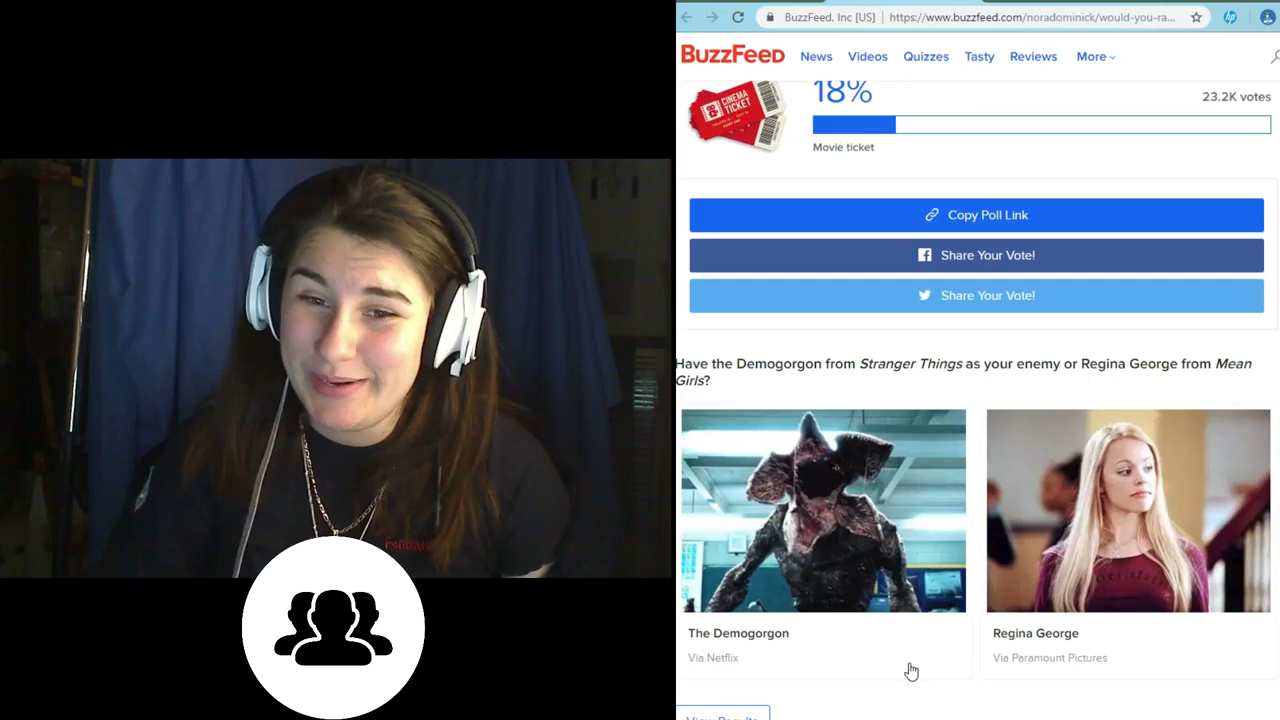 BuzzFeed, Inc [US] | https://www.buzzfeed.com/noradominick/would-you-ra...
BuzzFeed News Videos Quizzes Tasty Reviews More
CINEMA
TICKET
18%
23.2K votes
Movie ticket
Copy Poll Link
Share Your Vote!
Share Your Vote!
Have the Demogorgon from Stranger Things as your enemy or Regina George from Mean
Girls?
The Demogorgon
Via Netflix
Regina George
Via Paramount Pictures
View Results